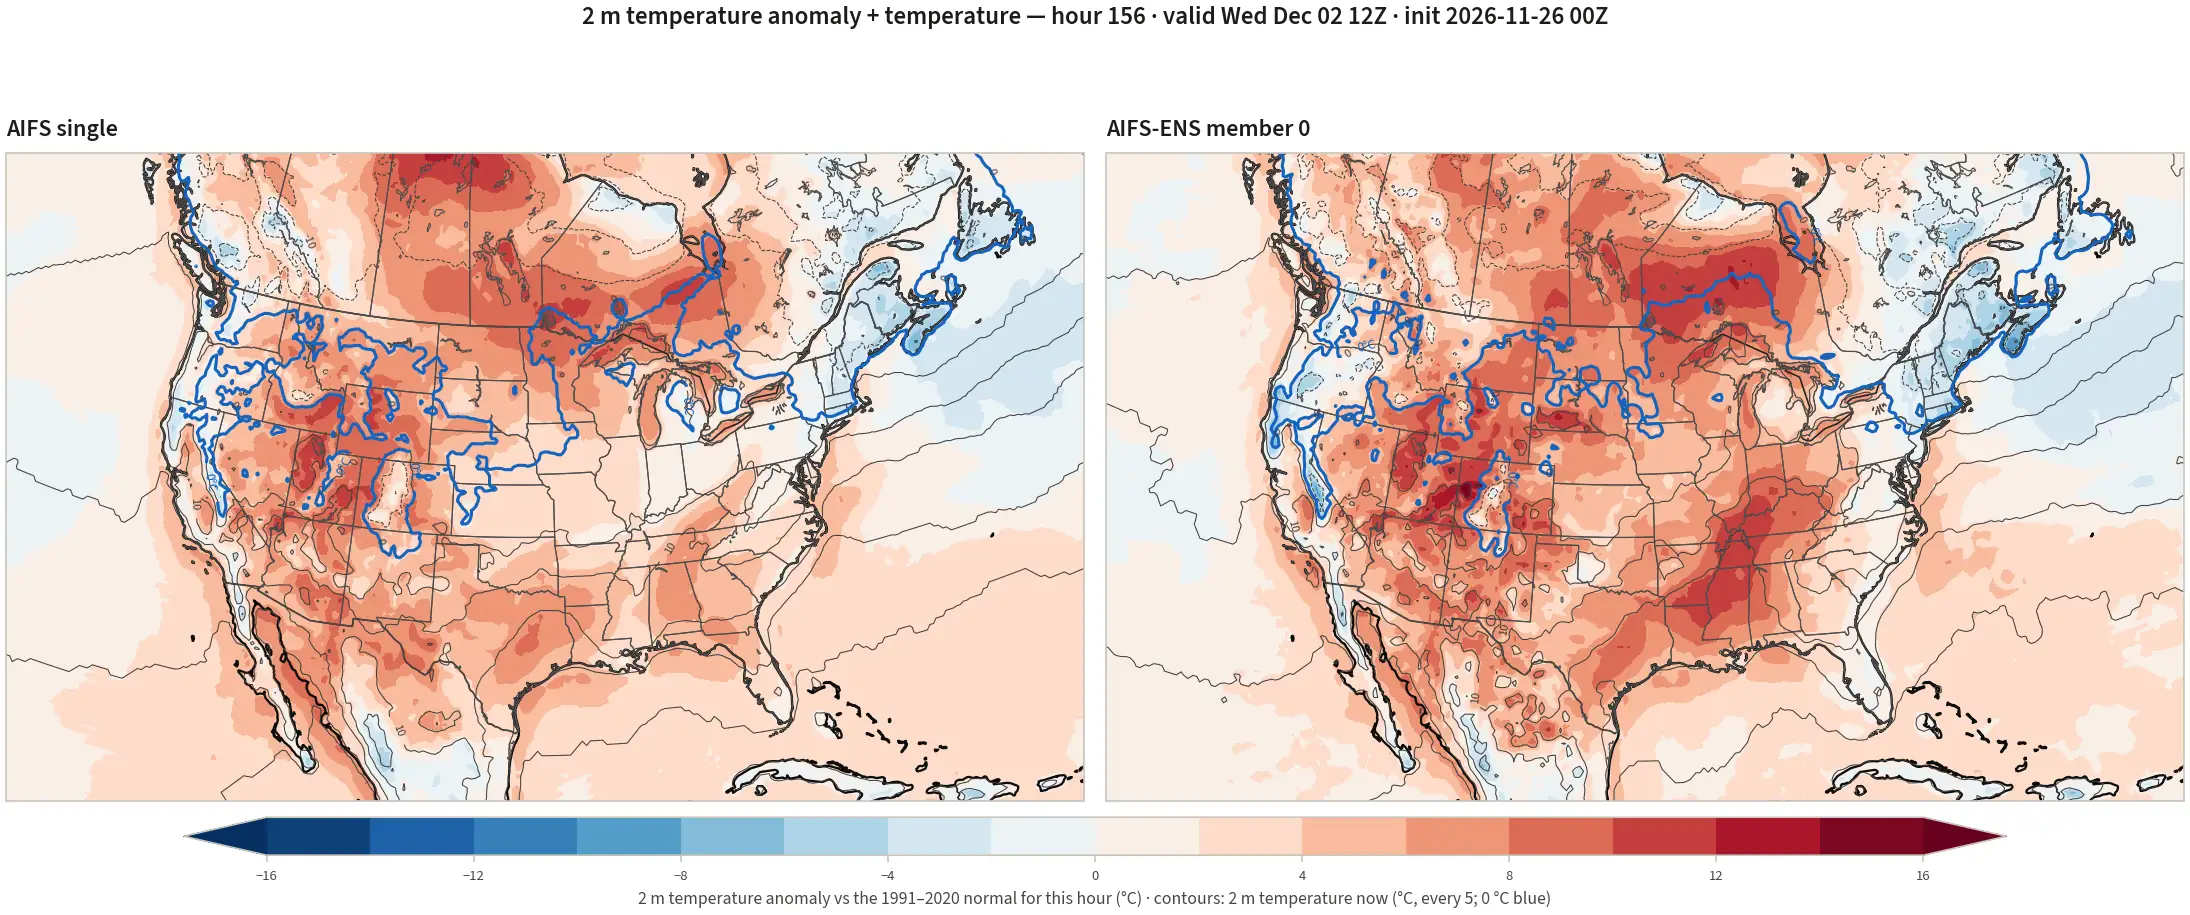 2 m temperature anomaly + temperature — hour 156 · valid Wed Dec 02 12Z · init 2026-11-26 00Z
AIFS single
AIFS-ENS member 0
−16 −12 −8 −4 0 4 8 12 16
2 m temperature anomaly vs the 1991–2020 normal for this hour (°C) · contours: 2 m temperature now (°C, every 5; 0 °C blue)